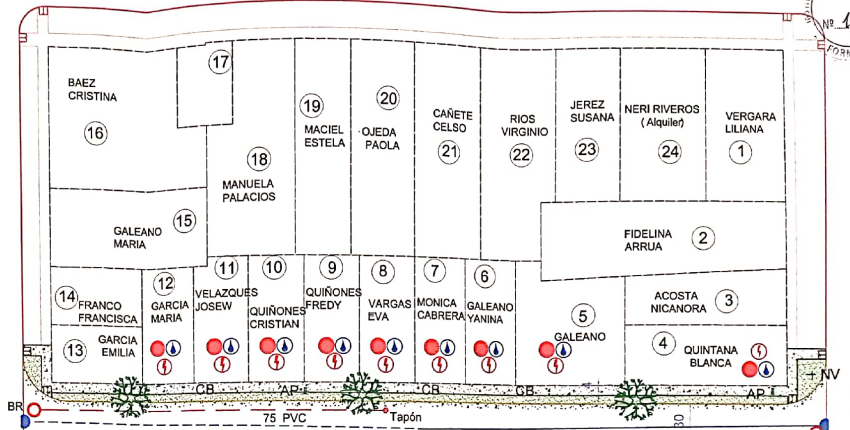 Nº 1
FORM
BAEZ
CRISTINA
16
17
18
MANUELA
PALACIOS
19
MACIEL
ESTELA
20
OJEDA
PAOLA
CAÑETE
CELSO
21
RIOS
VIRGINIO
22
JEREZ
SUSANA
23
NERI RIVEROS
( Alquiler)
24
VERGARA
LILIANA
1
GALEANO
MARIA
15
FIDELINA
ARRUA
2
14
FRANCO
FRANCISCA
13
GARCIA
EMILIA
12
GARCIA
MARIA
11
VELAZQUES
JOSEW
10
QUIÑONES
CRISTIAN
9
QUIÑONES
FREDY
8
VARGAS
EVA
7
MONICA
CABRERA
6
GALEANO
YANINA
5
GALEANO
ACOSTA
NICANORA
3
4
QUINTANA
BLANCA
CB
AP
CB
CB
AP
NV
BR
75 PVC
Tapón